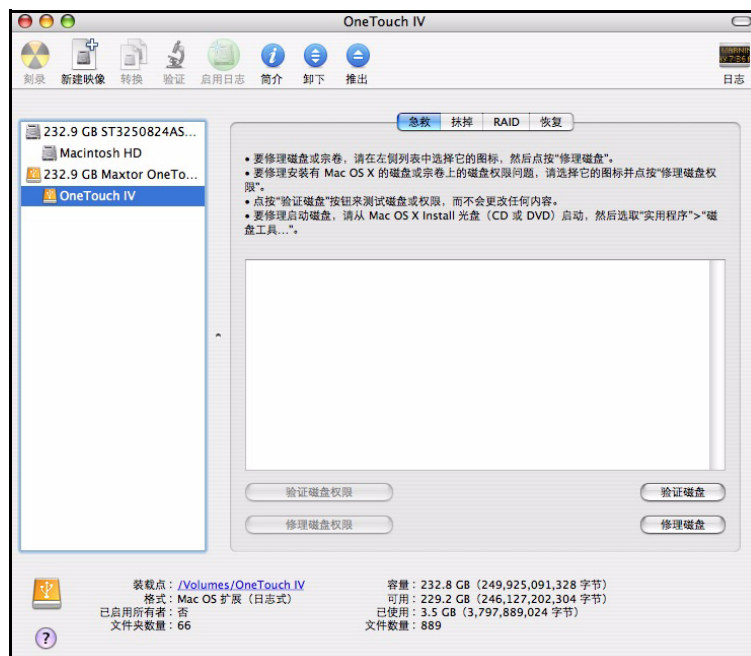 OneTouch IV
刻录 新建映像 转换 验证 启用日志 简介 卸下 推出 日志
急救 抹掉 RAID 恢复
232.9 GB ST3250824AS...
Macintosh HD
232.9 GB Maxtor OneTo...
OneTouch IV
• 要修理磁盘或宗卷，请在左侧列表中选择它的图标，然后点按“修理磁盘”。
• 要修理安装有 Mac OS X 的磁盘或宗卷上的磁盘权限问题，请选择它的图标并点按“修理磁盘权
限”。
• 点按“验证磁盘”按钮来测试磁盘或权限，而不会更改任何内容。
• 要修理启动磁盘，请从 Mac OS X Install 光盘（CD 或 DVD）启动，然后选取“实用程序”>“磁
盘工具...”。
验证磁盘权限 验证磁盘
修理磁盘权限 修理磁盘
装载点：/Volumes/OneTouch IV
格式：Mac OS 扩展（日志式）
已启用所有者：否
文件夹数量：66
容量：232.8 GB（249,925,091,328 字节）
可用：229.2 GB（246,127,202,304 字节）
已使用：3.5 GB（3,797,889,024 字节）
文件数量：889
?